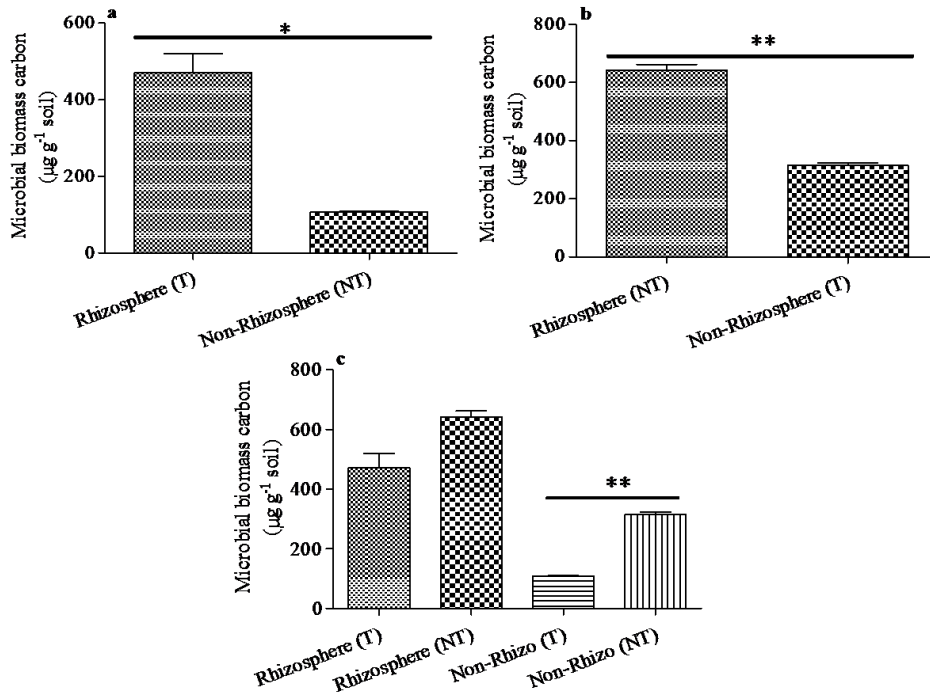 a
Microbial biomass carbon
(µg g⁻¹ soil)
600
400
200
0
*
Rhizosphere (T)
Non-Rhizosphere (NT)
b
Microbial biomass carbon
(µg g⁻¹ soil)
800
600
400
200
0
**
Rhizosphere (NT)
Non-Rhizosphere (T)
c
Microbial biomass carbon
(µg g⁻¹ soil)
800
600
400
200
0
**
Rhizosphere (T)
Rhizosphere (NT)
Non-Rhizo (T)
Non-Rhizo (NT)